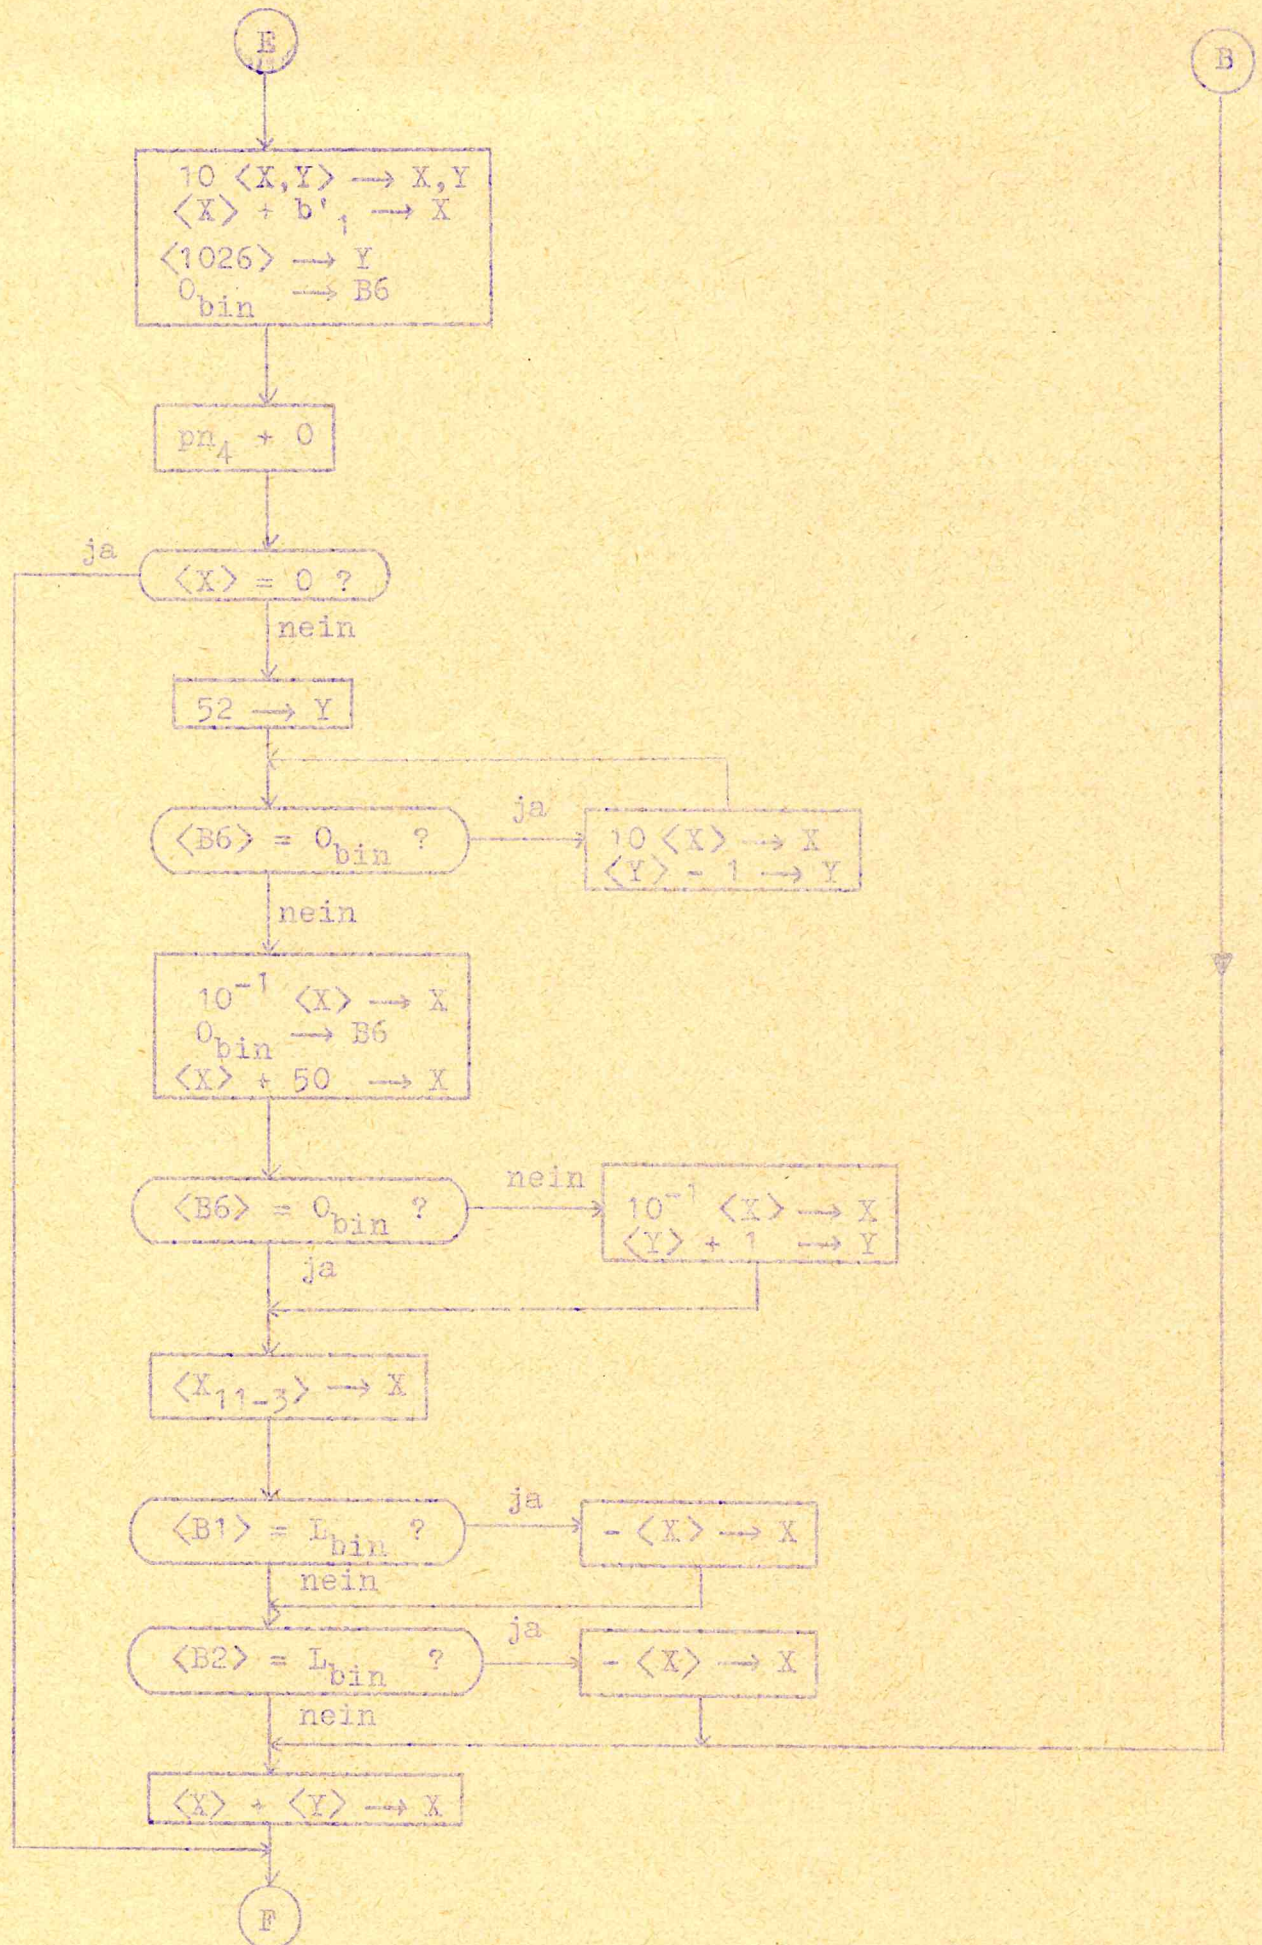 E
B
10 ⟨X,Y⟩ → X,Y
⟨X⟩ + b'₁ → X
⟨1026⟩ → Y
0bin → B6
pn₄ + 0
ja
⟨X⟩ = 0 ?
nein
52 → Y
⟨B6⟩ = 0bin ?
ja
10 ⟨X⟩ → X
⟨Y⟩ - 1 → Y
nein
10⁻¹ ⟨X⟩ → X
0bin → B6
⟨X⟩ + 50 → X
⟨B6⟩ = 0bin ?
nein
10⁻¹ ⟨X⟩ → X
⟨Y⟩ + 1 → Y
ja
⟨X₁₁₋₃⟩ → X
⟨B1⟩ = Lbin ?
ja
- ⟨X⟩ → X
nein
⟨B2⟩ = Lbin ?
ja
- ⟨X⟩ → X
nein
⟨X⟩ + ⟨Y⟩ → X
F